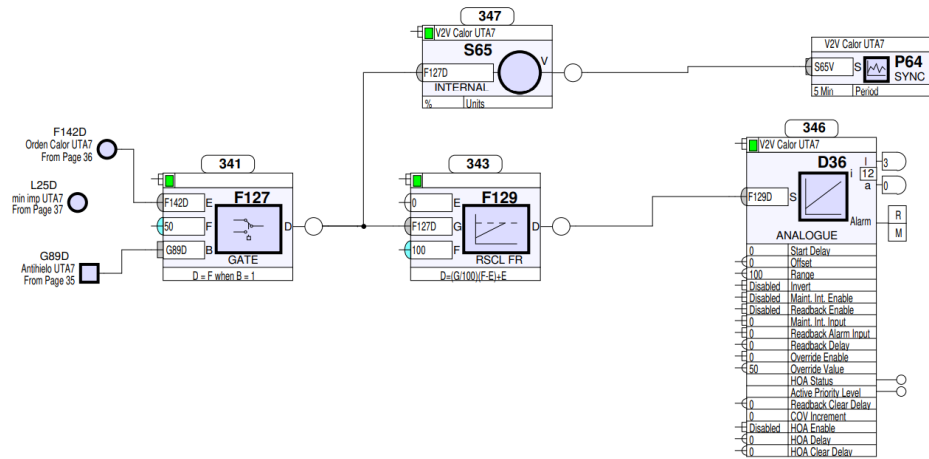 347
V2V Calor UTA7
S65
V
F127D
INTERNAL
% Units
V2V Calor UTA7
S65V S P64
SYNC
5 Min Period
F142D
Orden Calor UTA7
From Page 36
L25D
min imp UTA7
From Page 37
G89D
Antihielo UTA7
From Page 35
341
F127
F142D E
50 F D
G89D B
GATE
D = F when B = 1
343
F129
0 E
F127D G D
100 F
RSCL FR
D=(G/100)(F-E)+E
346
V2V Calor UTA7
D36
I 3
i 12
a 0
F129D S
Alarm R
M
ANALOGUE
0 Start Delay
0 Offset
100 Range
Disabled Invert
Disabled Maint. Int. Enable
Disabled Readback Enable
0 Maint. Int. Input
0 Readback Alarm Input
0 Readback Delay
0 Override Enable
50 Override Value
HOA Status
Active Priority Level
0 Readback Clear Delay
0 COV Increment
Disabled HOA Enable
0 HOA Delay
0 HOA Clear Delay